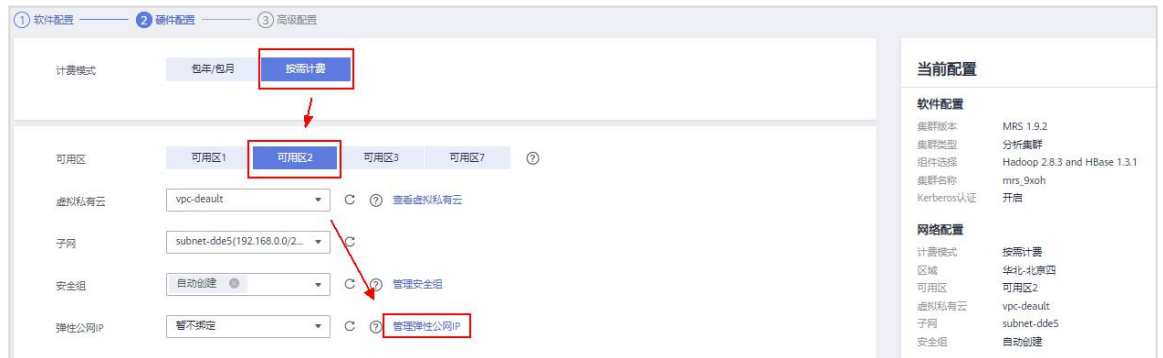 1 软件配置 2 硬件配置 3 高级配置
计费模式 包年/包月 按需计费
可用区 可用区1 可用区2 可用区3 可用区7
虚拟私有云 vpc-deault 查看虚拟私有云
子网 subnet-dde5(192.168.0.0/2...
安全组 自动创建 管理安全组
弹性公网IP 暂不绑定 管理弹性公网IP
当前配置
软件配置
集群版本 MRS 1.9.2
集群类型 分析集群
组件选择 Hadoop 2.8.3 and HBase 1.3.1
集群名称 mrs_9xoh
Kerberos认证 开启
网络配置
计费模式 按需计费
区域 华北-北京四
可用区 可用区2
虚拟私有云 vpc-deault
子网 subnet-dde5
安全组 自动创建